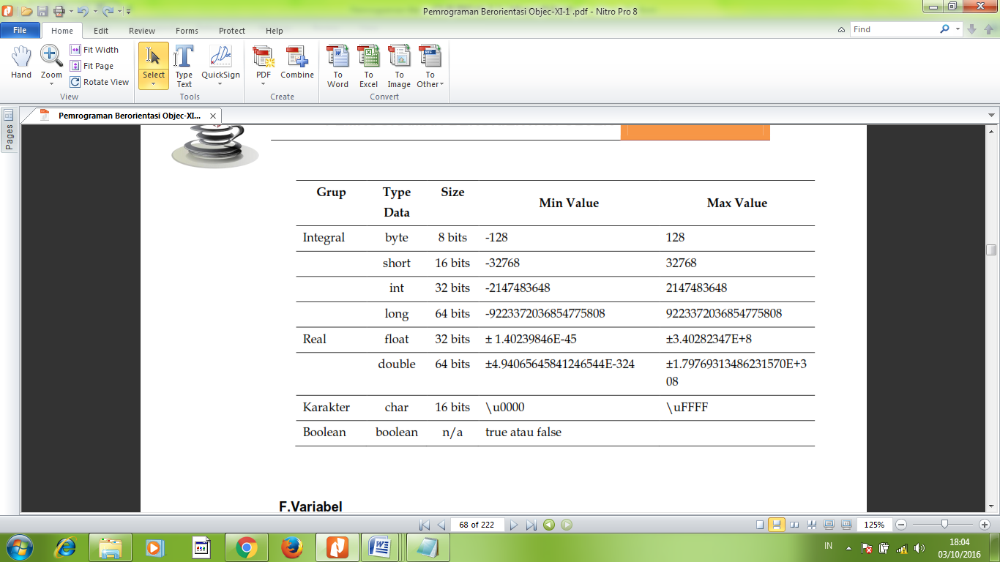 Pemrograman Berorientasi Objec-XI-1 .pdf - Nitro Pro 8
File Home Edit Review Forms Protect Help Find
Hand Zoom Fit Width Fit Page Rotate View Select Type Text QuickSign PDF Combine To Word To Excel To Image To Other
View Tools Create Convert
Pemrograman Berorientasi Objec-XI...
Pages
Grup Type Data Size Min Value Max Value
Integral byte 8 bits -128 128
short 16 bits -32768 32768
int 32 bits -2147483648 2147483648
long 64 bits -9223372036854775808 9223372036854775808
Real float 32 bits ± 1.40239846E-45 ±3.40282347E+8
double 64 bits ±4.94065645841246544E-324 ±1.79769313486231570E+3
08
Karakter char 16 bits \u0000 \uFFFF
Boolean boolean n/a true atau false
F.Variabel
68 of 222 125%
IN 18:04
03/10/2016